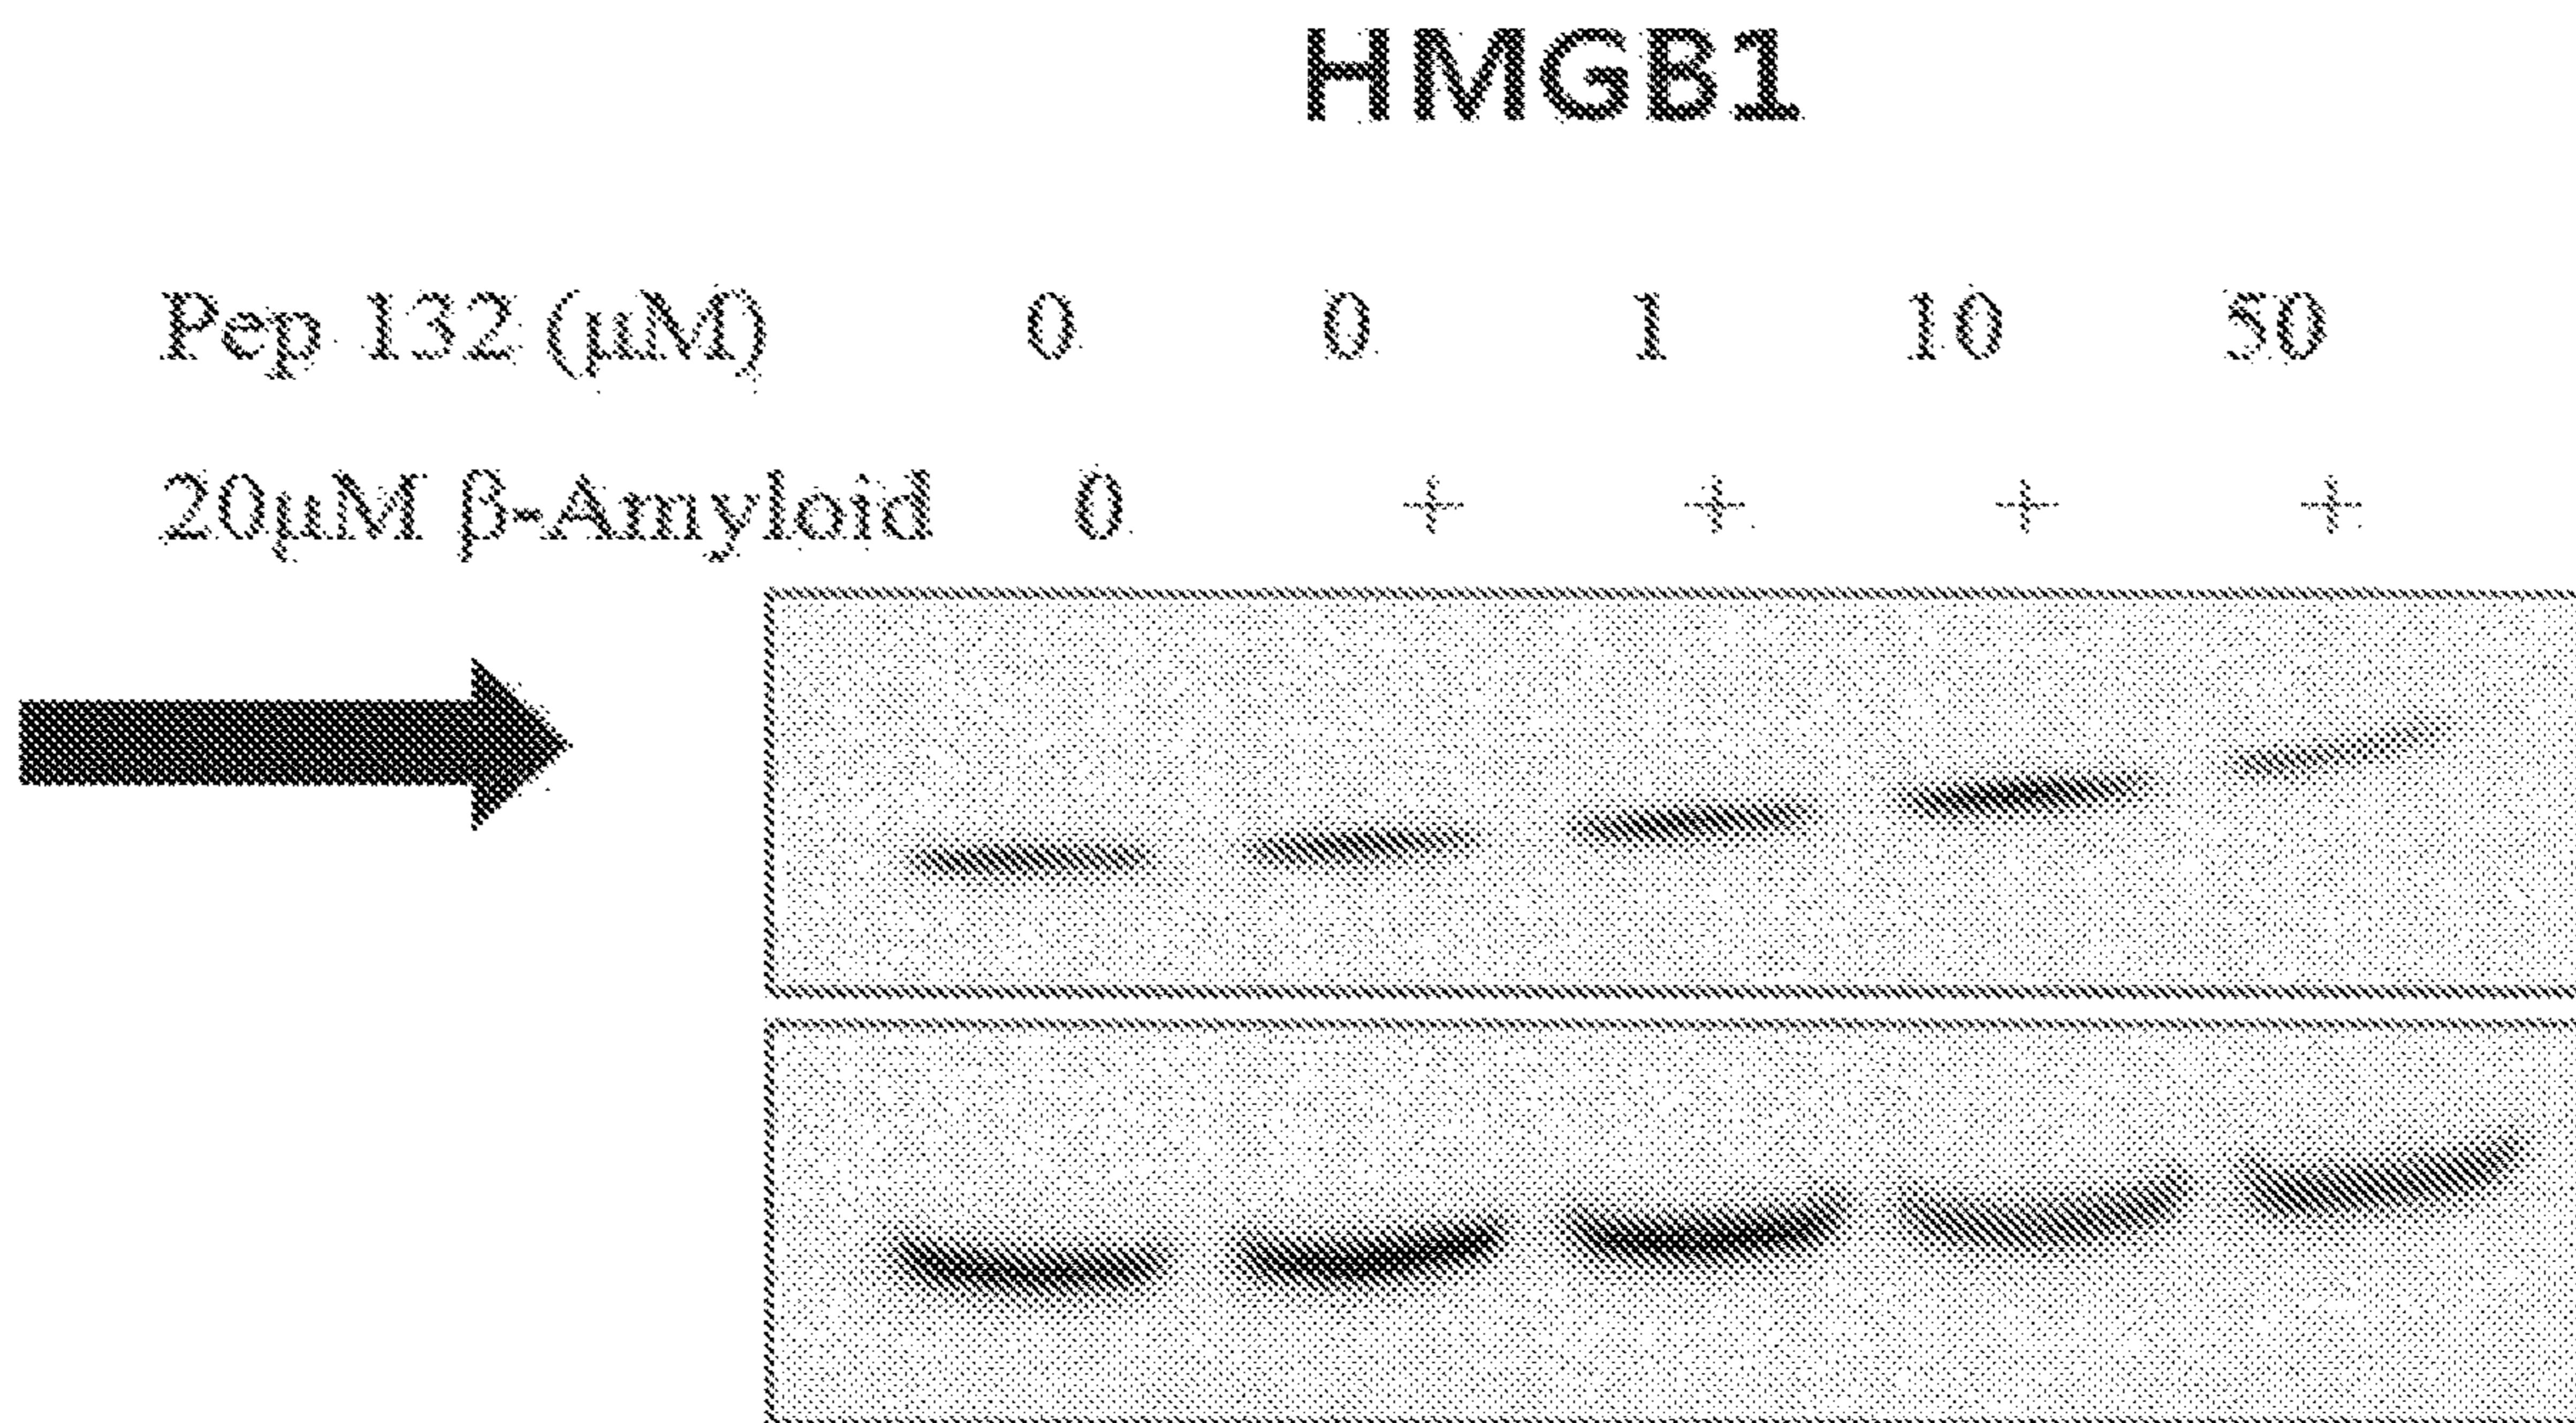 HMGB1
Pep 132 (μM) 0 0 1 10 50
20μM β-Amyloid 0 + + + +